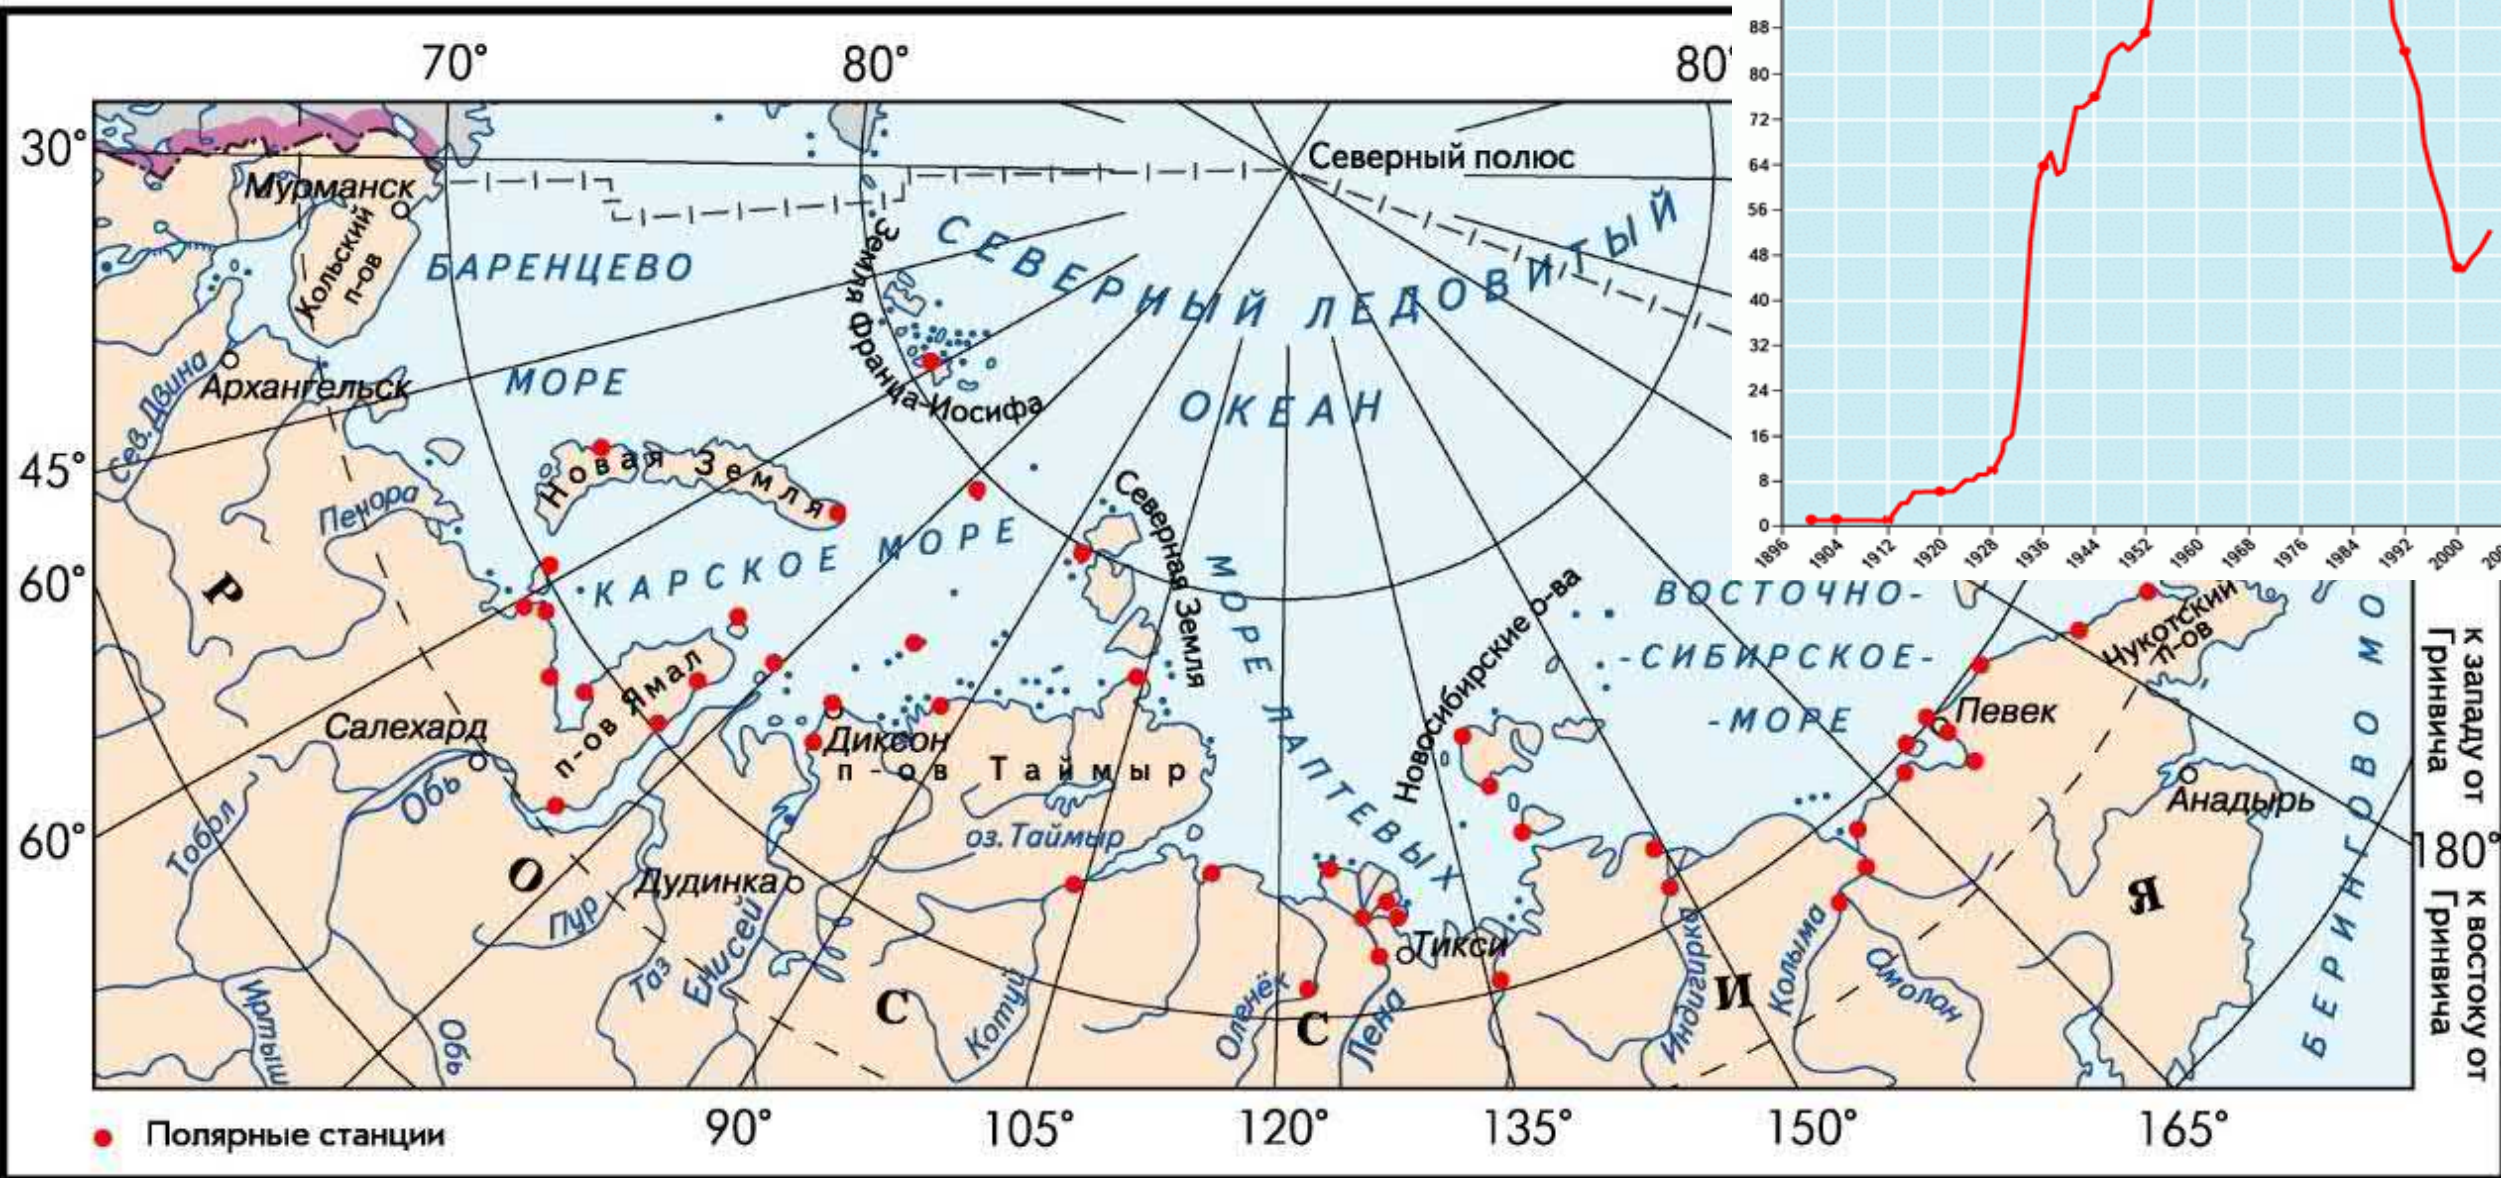 70°
80°
80°
30°
Северный полюс
Мурманск
Кольский
п-ов
БАРЕНЦЕВО
МОРЕ
СЕВЕРНЫЙ ЛЕДОВИТЫЙ
ОКЕАН
Земля Франца-Иосифа
Сев. Двина
Архангельск
45°
Новая Земля
Печора
КАРСКОЕ МОРЕ
Северная Земля
МОРЕ ЛАПТЕВЫХ
Новосибирские о-ва
ВОСТОЧНО-
-СИБИРСКОЕ-
-МОРЕ
Чукотский
п-ов
БЕРИНГОВО МО
60°
Р
О
С
С
И
Я
п-ов Ямал
Салехард
Диксон
п-ов Таймыр
оз.Таймыр
Певек
Анадырь
Обь
Тобол
60°
Дудинка
Пур
Таз
Енисей
Иртыш
Обь
Котуй
Оленёк
Лена
Тикси
Индигирка
Колыма
Омолон
к западу от
Гринвича
180°
к востоку от
Гринвича
90°
105°
120°
135°
150°
165°
Полярные станции
88
80
72
64
56
48
40
32
24
16
8
0
1896
1904
1912
1920
1928
1936
1944
1952
1960
1968
1976
1984
1992
2000
200